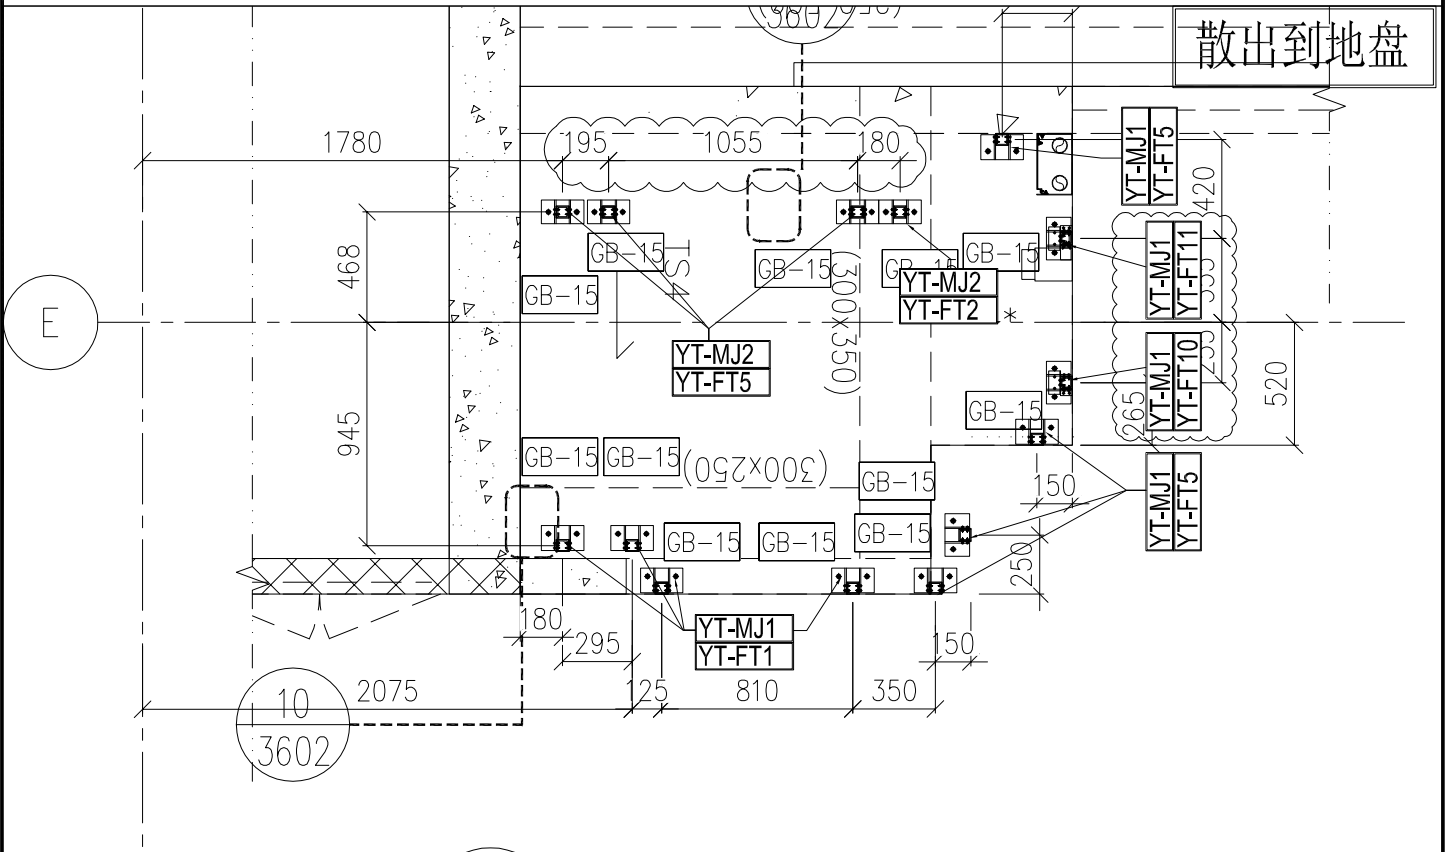 散出到地盘
1780
195
1055
180
YT-MJ1
YT-FT5
420
468
GB-15
GB-15
GB-15
GB-15
YT-MJ1
YT-FT11
TS4
GB-15
YT-MJ2
YT-FT2
*
(300x350)
E
YT-MJ2
YT-FT5
YT-MJ1
YT-FT10
520
265
945
GB-15
GB-15
GB-15
(300x250)
GB-15
150
YT-MJ1
YT-FT5
GB-15
GB-15
GB-15
250
180
295
YT-MJ1
YT-FT1
150
2075
125
810
350
10
3602